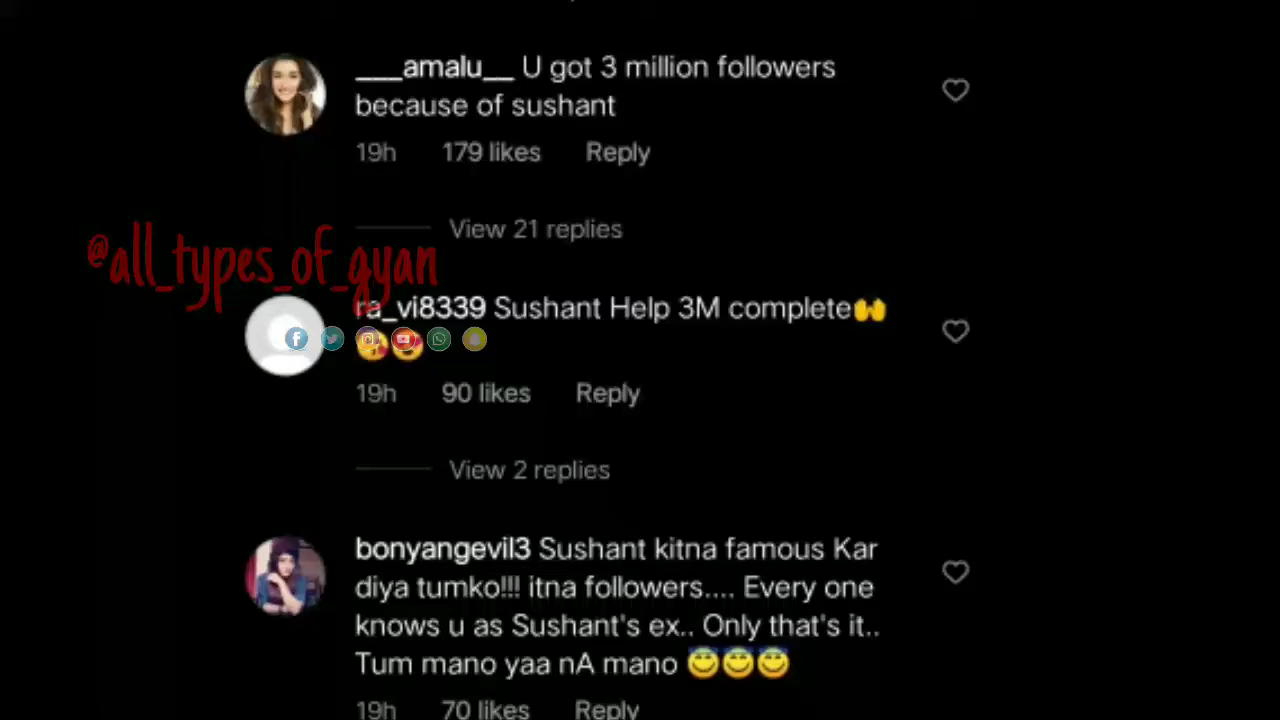 ___amalu__ U got 3 million followers
because of sushant
19h 179 likes Reply
View 21 replies
@all_types_of_gyan
ra_vi8339 Sushant Help 3M complete🙌
😘😍
19h 90 likes Reply
View 2 replies
bonyangevil3 Sushant kitna famous Kar
diya tumko!!! itna followers.... Every one
knows u as Sushant's ex.. Only that's it..
Tum mano yaa nA mano 😇😇😇
19h 70 likes Reply